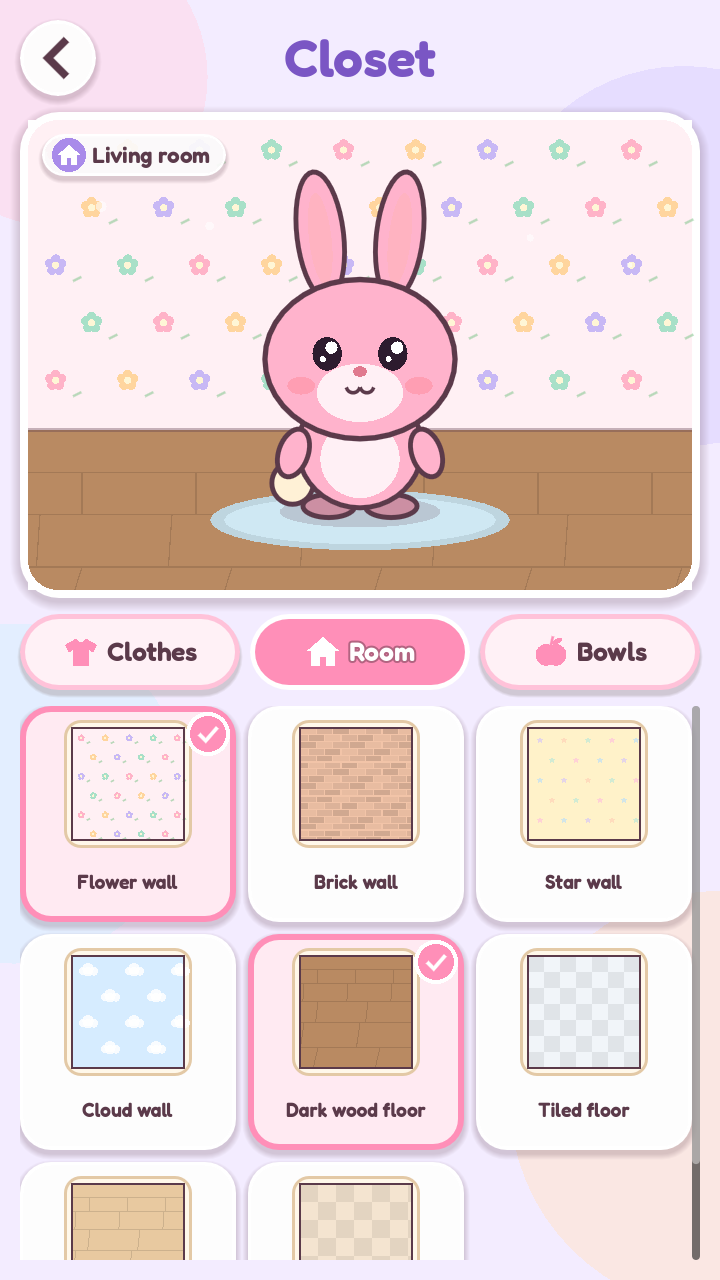 Closet
Living room
Clothes
Room
Bowls
Flower wall
Brick wall
Star wall
Cloud wall
Dark wood floor
Tiled floor